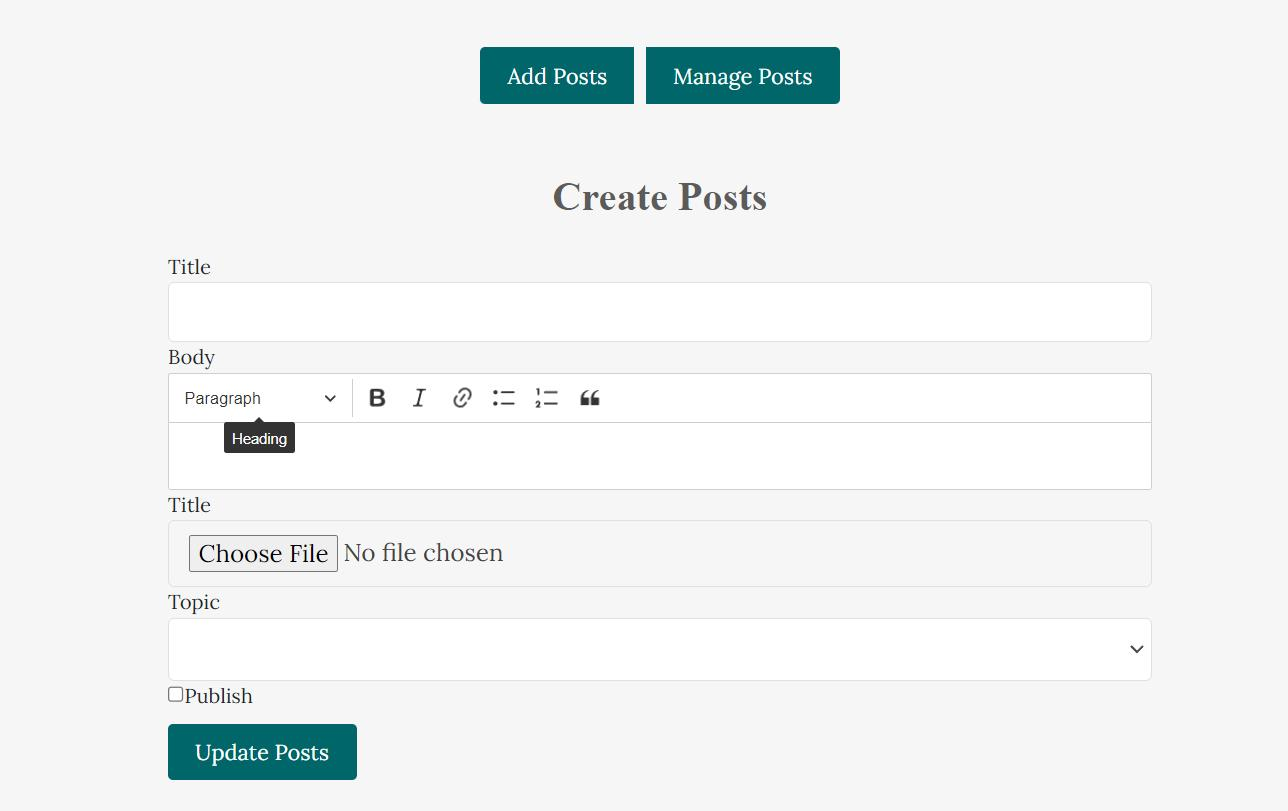 Add Posts Manage Posts
Create Posts
Title
Body
Paragraph B I
Heading
Title
Choose File No file chosen
Topic
Publish
Update Posts